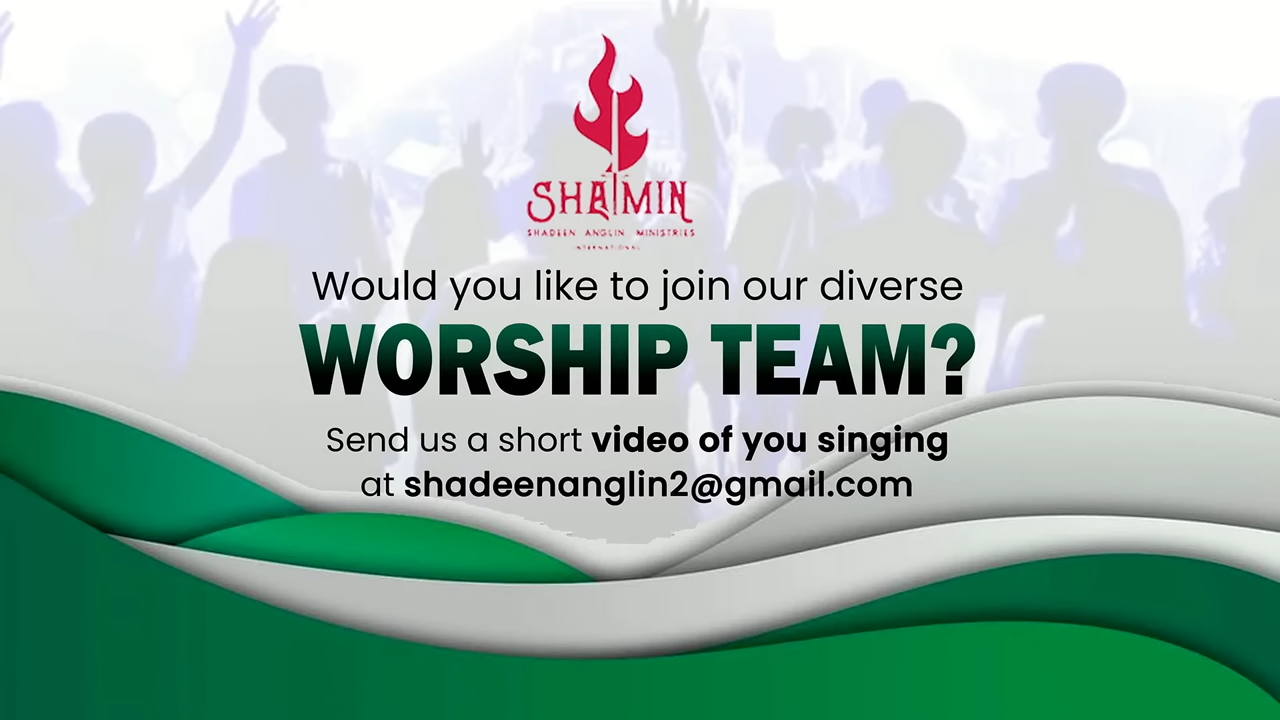 SHAMIN
SHADEEN ANGLIN MINISTRIES
INTERNATIONAL
Would you like to join our diverse
WORSHIP TEAM?
Send us a short video of you singing
at shadeenanglin2@gmail.com